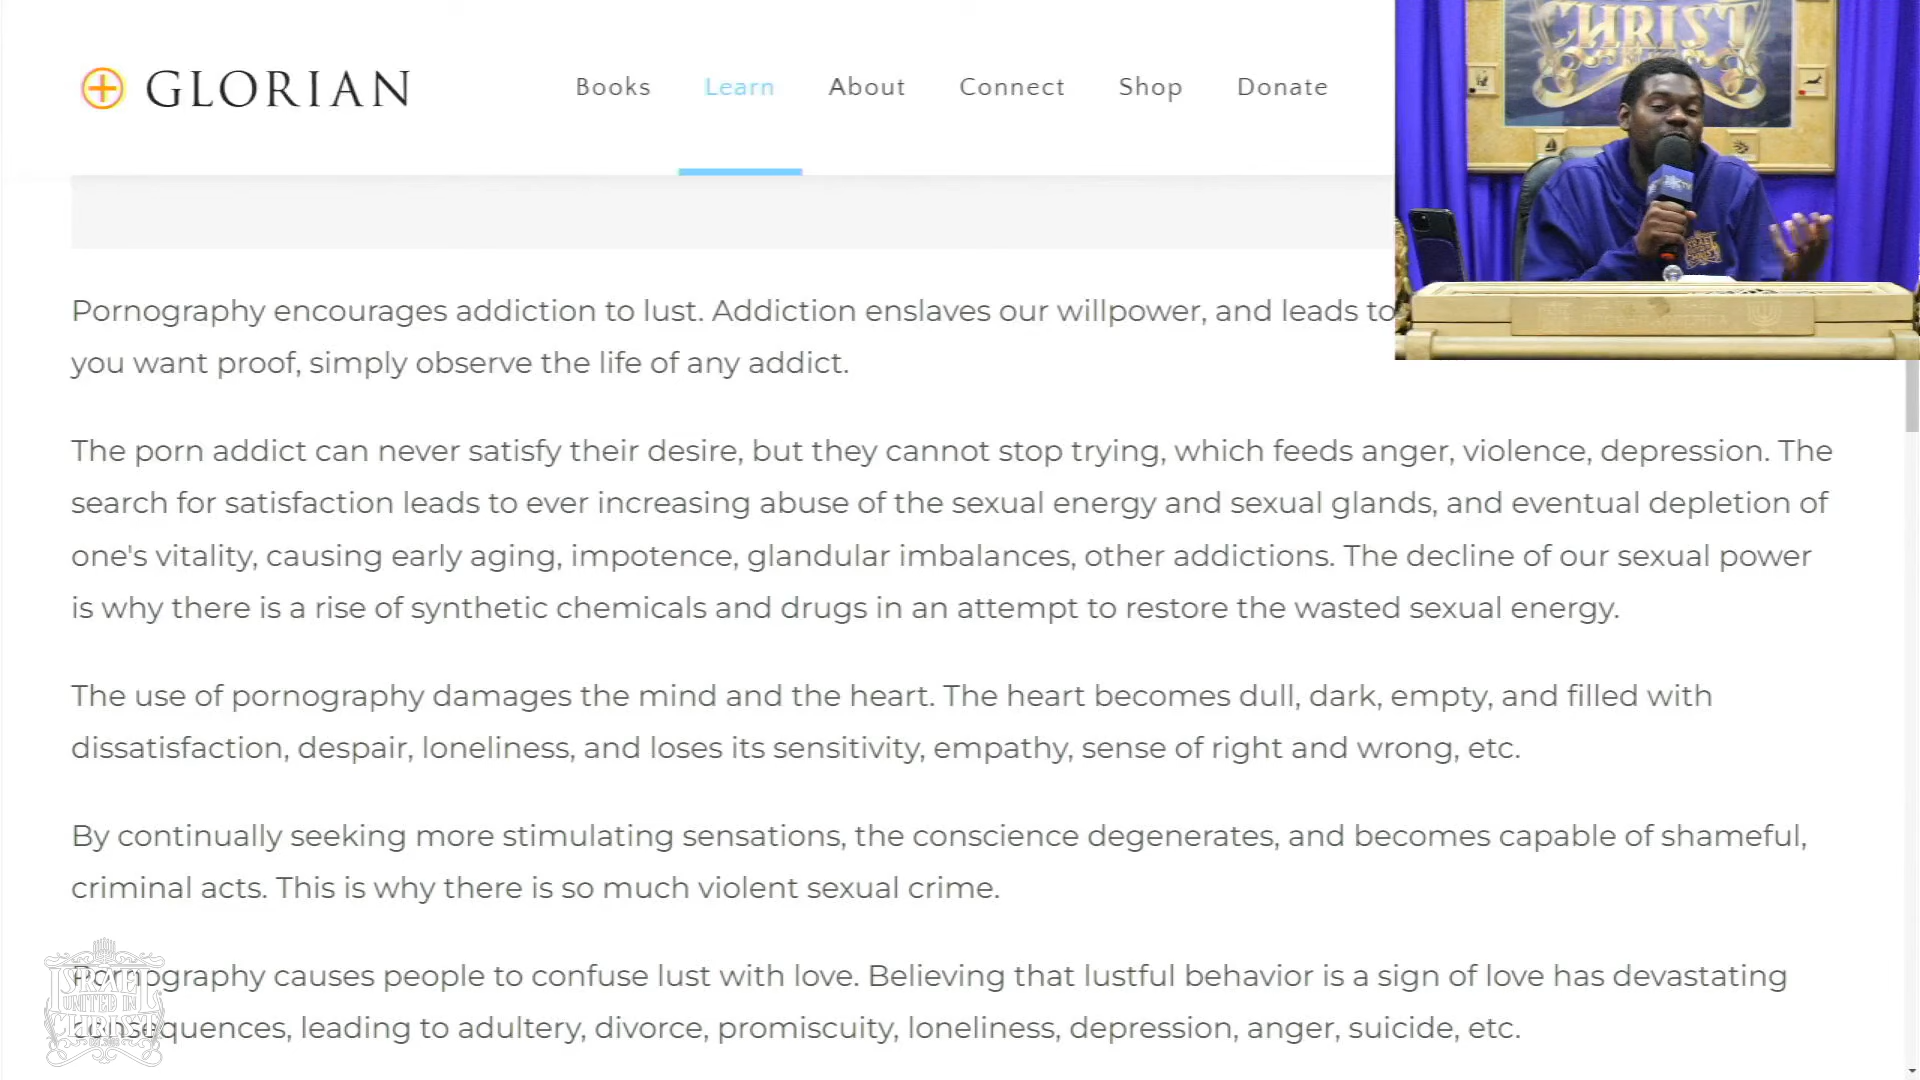 GLORIAN
Books
Learn
About
Connect
Shop
Donate
CHRIST
Pornography encourages addiction to lust. Addiction enslaves our willpower, and leads to
you want proof, simply observe the life of any addict.
The porn addict can never satisfy their desire, but they cannot stop trying, which feeds anger, violence, depression. The
search for satisfaction leads to ever increasing abuse of the sexual energy and sexual glands, and eventual depletion of
one's vitality, causing early aging, impotence, glandular imbalances, other addictions. The decline of our sexual power
is why there is a rise of synthetic chemicals and drugs in an attempt to restore the wasted sexual energy.
The use of pornography damages the mind and the heart. The heart becomes dull, dark, empty, and filled with
dissatisfaction, despair, loneliness, and loses its sensitivity, empathy, sense of right and wrong, etc.
By continually seeking more stimulating sensations, the conscience degenerates, and becomes capable of shameful,
criminal acts. This is why there is so much violent sexual crime.
Pornography causes people to confuse lust with love. Believing that lustful behavior is a sign of love has devastating
consequences, leading to adultery, divorce, promiscuity, loneliness, depression, anger, suicide, etc.
ISRAEL
UNITED IN
CHRIST